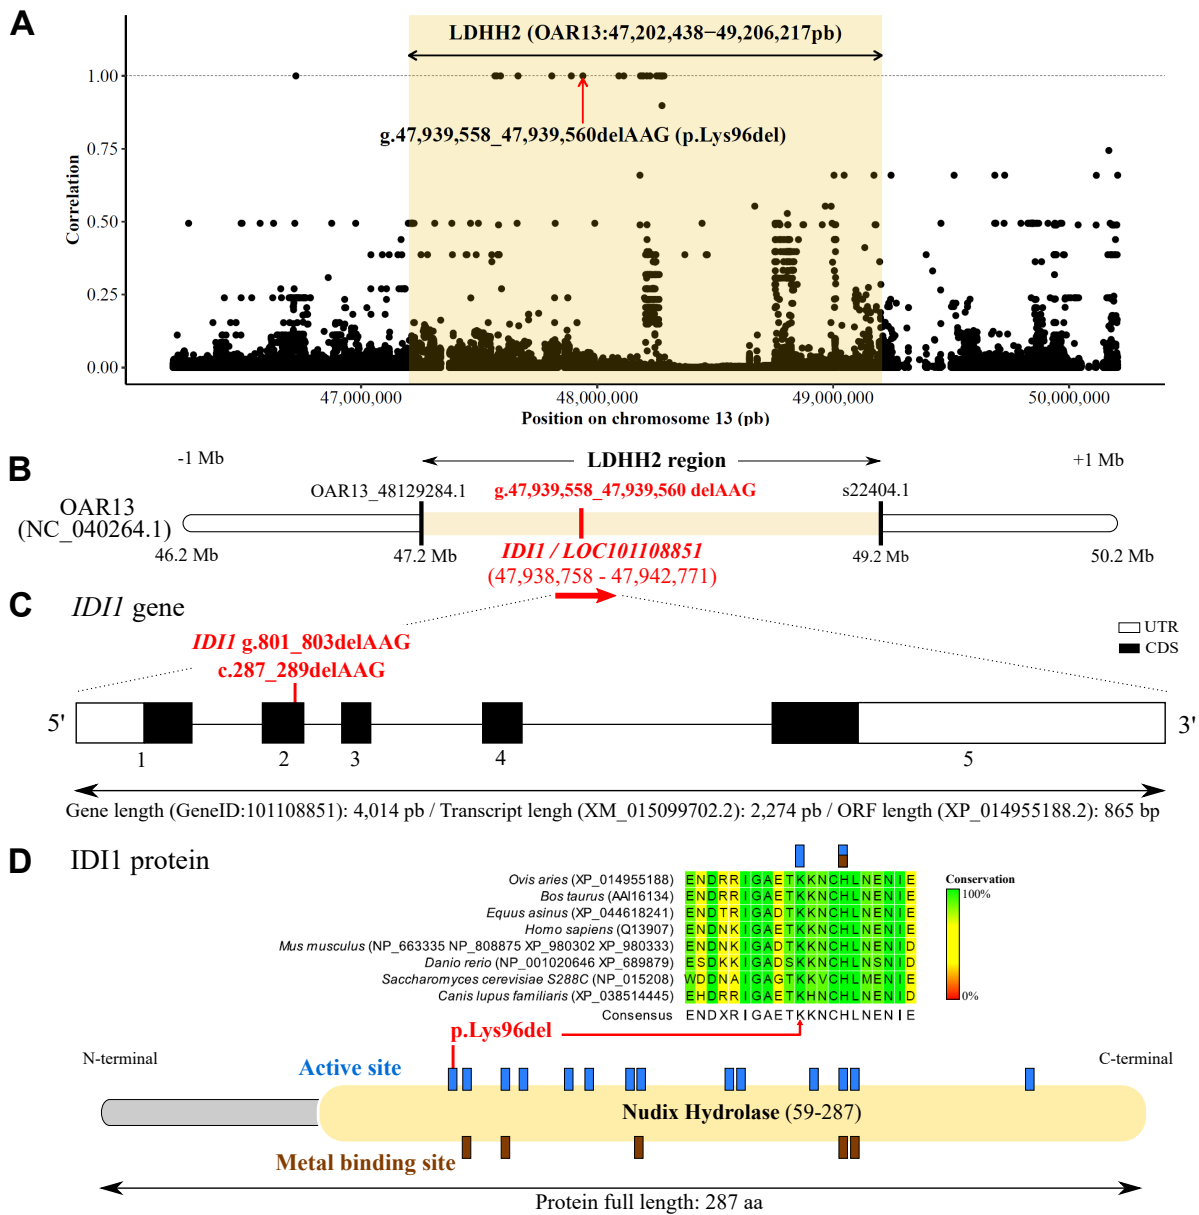 A
LDHH2 (OAR13:47,202,438−49,206,217pb)
1.00
g.47,939,558_47,939,560delAAG (p.Lys96del)
0.75
Correlation
0.50
0.25
0.00
47,000,000 48,000,000 49,000,000 50,000,000
Position on chromosome 13 (pb)
B
-1 Mb LDHH2 region +1 Mb
OAR13_48129284.1 g.47,939,558_47,939,560 delAAG s22404.1
OAR13
(NC_040264.1)
46.2 Mb 47.2 Mb IDI1 / LOC101108851 49.2 Mb 50.2 Mb
(47,938,758 - 47,942,771)
C IDI1 gene
UTR
CDS
IDI1 g.801_803delAAG
c.287_289delAAG
5' 3'
1 2 3 4 5
Gene length (GeneID:101108851): 4,014 pb / Transcript lengh (XM_015099702.2): 2,274 pb / ORF length (XP_014955188.2): 865 bp
D IDI1 protein
Conservation
100%
0%
Ovis aries (XP_014955188) ENDRRIGAETKKNCHLNENIE
Bos taurus (AAI16134) ENDRRIGAETKKNCHLNENIE
Equus asinus (XP_044618241) ENDTRIGADTKKNCHLNENIE
Homo sapiens (Q13907) ENDNKIGAETKKNCHLNENIE
Mus musculus (NP_663335 NP_808875 XP_980302 XP_980333) ENDNKIGADTKKNCHLNENID
Danio rerio (NP_001020646 XP_689879) ESDKKIGADSKKNCHLNSNID
Saccharomyces cerevisiae S288C (NP_015208) WDDNAIGAGTKKVCHLMENIE
Canis lupus familiaris (XP_038514445) EHDRRIGAETKHNCHLNENID
Consensus ENDXRIGAETKKNCHLNENIE
p.Lys96del
N-terminal C-terminal
Active site
Nudix Hydrolase (59-287)
Metal binding site
Protein full length: 287 aa